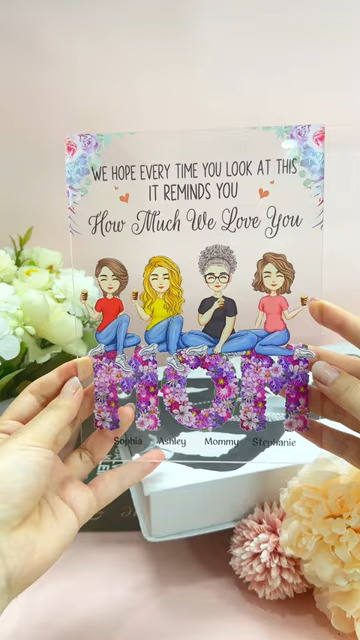 WE HOPE EVERY TIME YOU LOOK AT THIS
IT REMINDS YOU
How Much We Love You
MOM
Sophia Ashley Mommy Stephanie